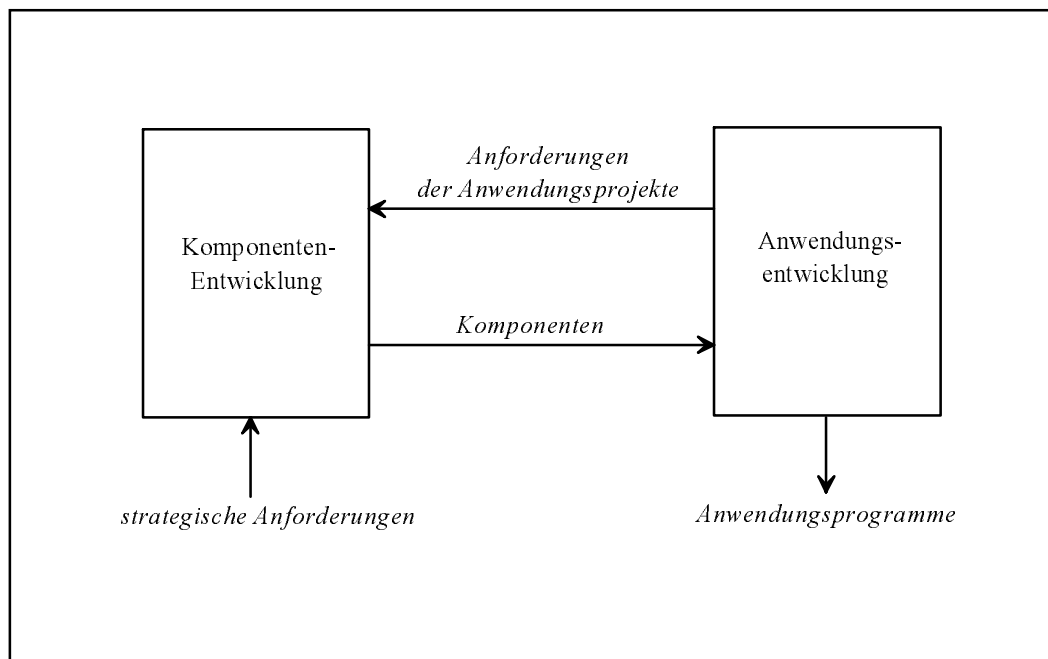 Anforderungen
der Anwendungsprojekte
Komponenten-
Entwicklung
Anwendungs-
entwicklung
Komponenten
strategische Anforderungen
Anwendungsprogramme